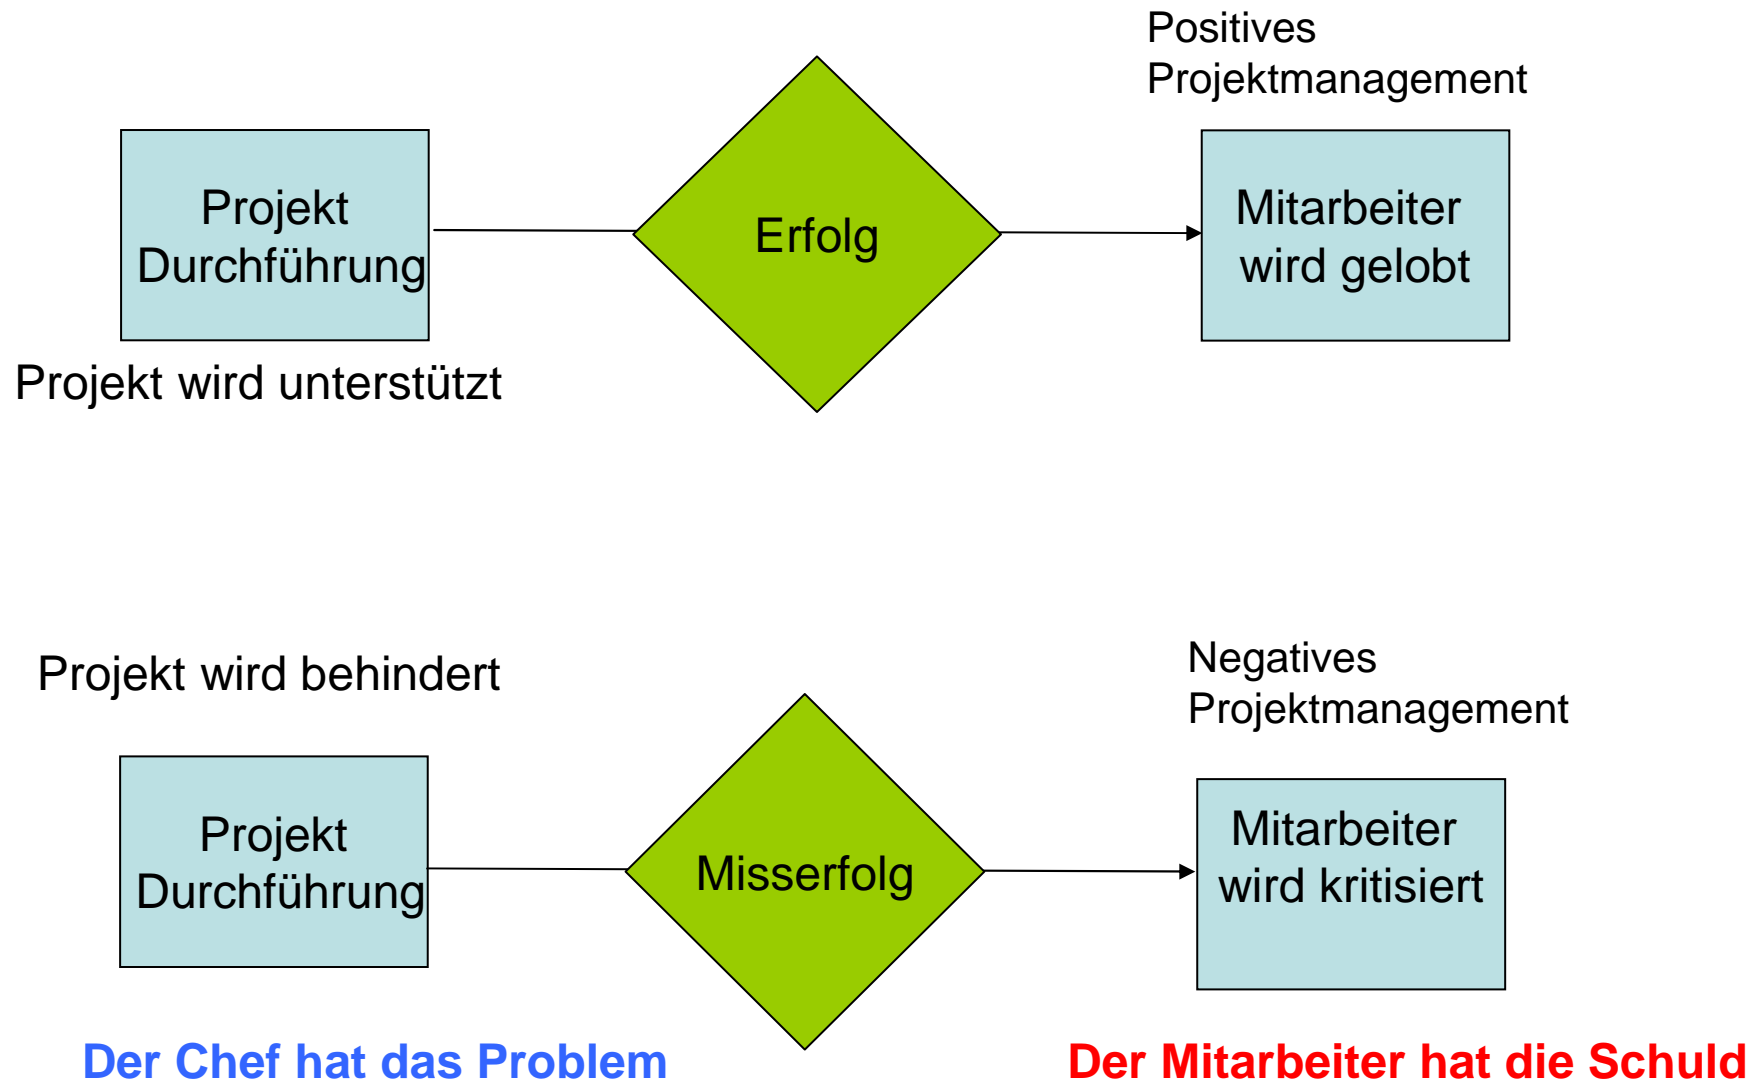 Positives
Projektmanagement
Projekt
Durchführung
Erfolg
Mitarbeiter
wird gelobt
Projekt wird unterstützt
Projekt wird behindert
Negatives
Projektmanagement
Projekt
Durchführung
Misserfolg
Mitarbeiter
wird kritisiert
Der Chef hat das Problem
Der Mitarbeiter hat die Schuld